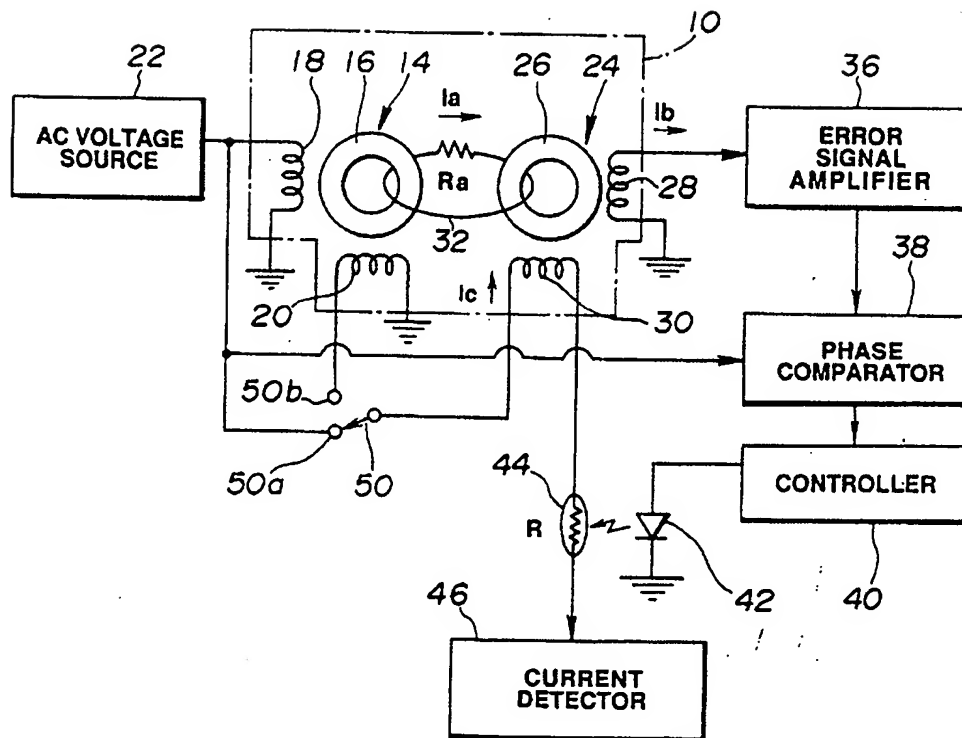 10
22
18
16
14
26
24
36
Ia
Ib
AC VOLTAGE
SOURCE
ERROR
SIGNAL
AMPLIFIER
Ra
28
32
38
20
Ic
30
PHASE
COMPARATOR
50b
50a
50
44
CONTROLLER
R
46
42
40
CURRENT
DETECTOR